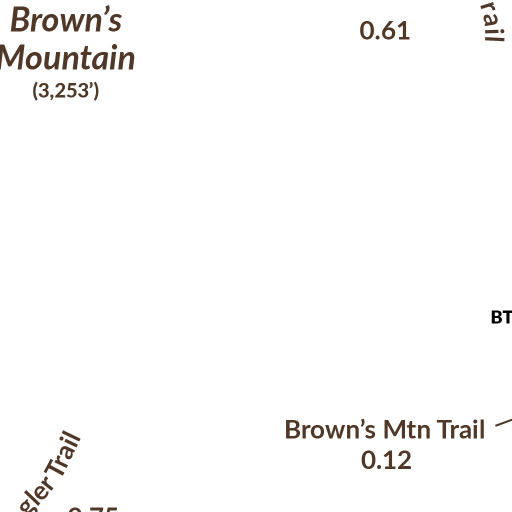 Brown’s
Mountain
(3,253’)
0.61
rail
BT
Brown’s Mtn Trail
0.12
gler Trail